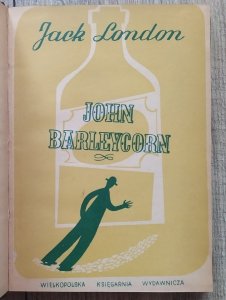 Jack London
JOHN
BARLEYCORN
WIELKOPOLSKA KSIĘGARNIA WYDAWNICZA